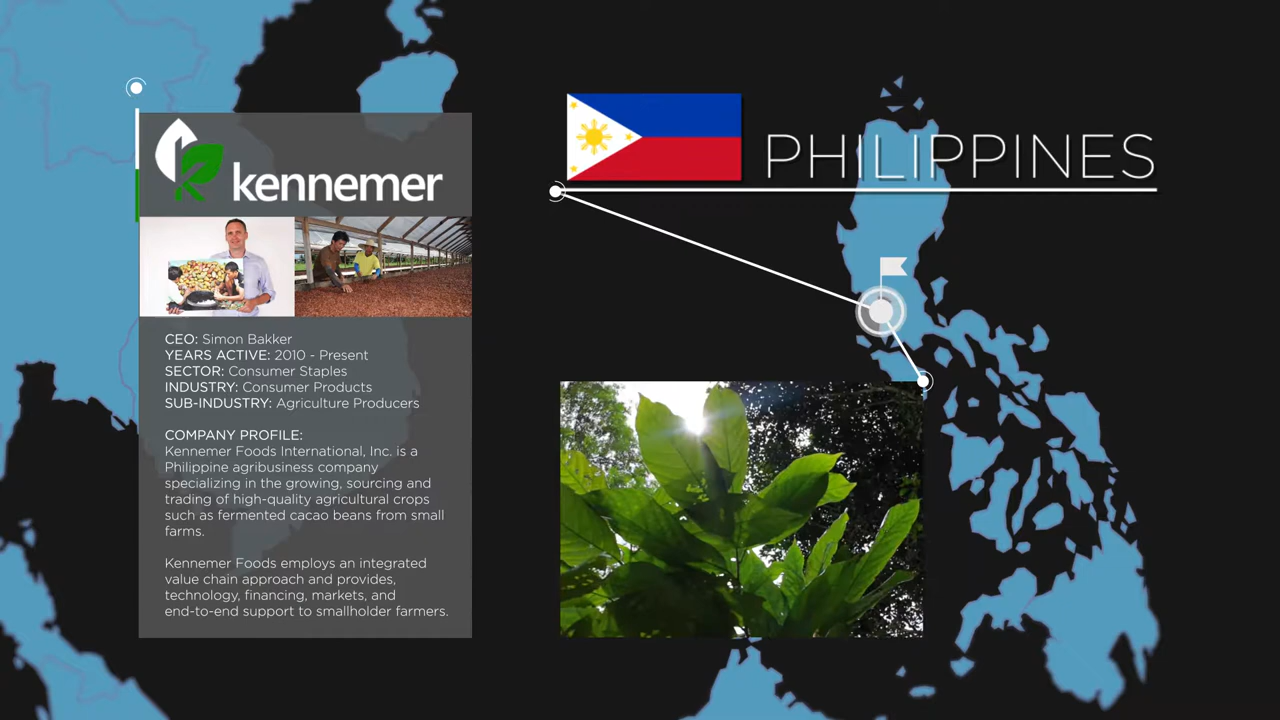 kennemer
CEO: Simon Bakker
YEARS ACTIVE: 2010 - Present
SECTOR: Consumer Staples
INDUSTRY: Consumer Products
SUB-INDUSTRY: Agriculture Producers
COMPANY PROFILE:
Kennemer Foods International, Inc. is a
Philippine agribusiness company
specializing in the growing, sourcing and
trading of high-quality agricultural crops
such as fermented cacao beans from small
farms.
Kennemer Foods employs an integrated
value chain approach and provides,
technology, financing, markets, and
end-to-end support to smallholder farmers.
PHILIPPINES